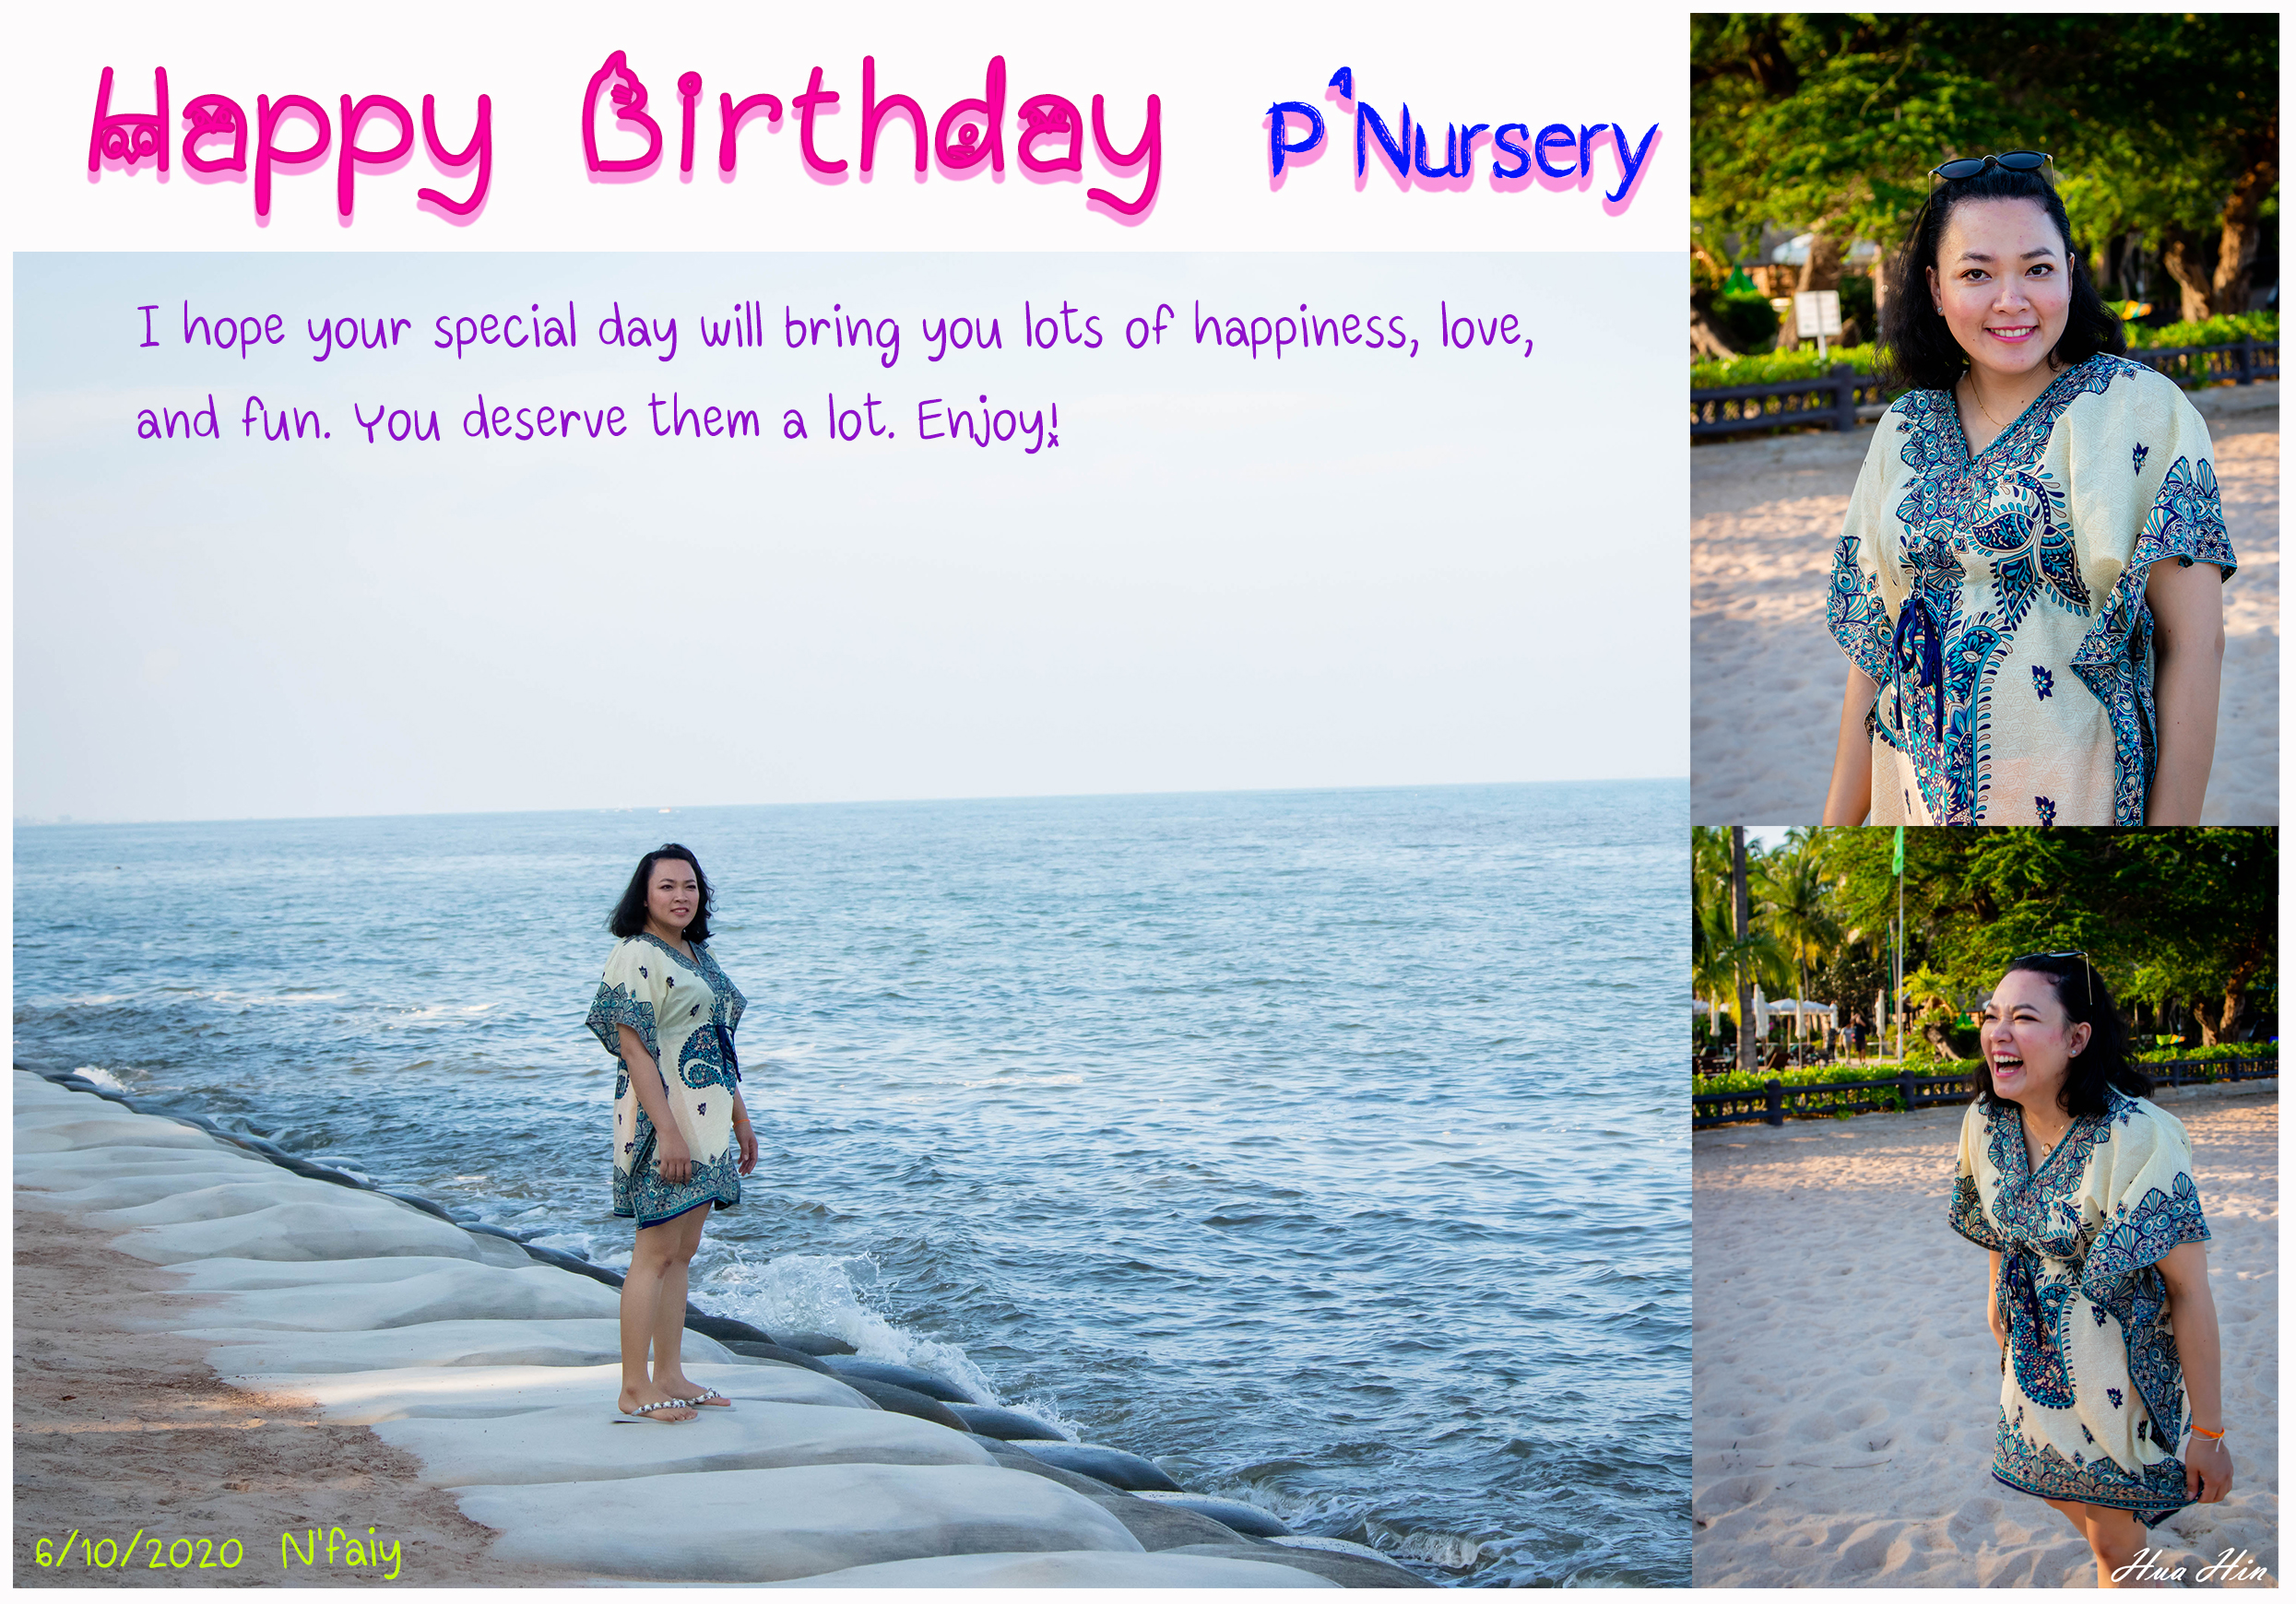 Happy Birthday P'Nursery
I hope your special day will bring you lots of happiness, love,
and fun. You deserve them a lot. Enjoy!
6/10/2020 N'faiy
Hua Hin